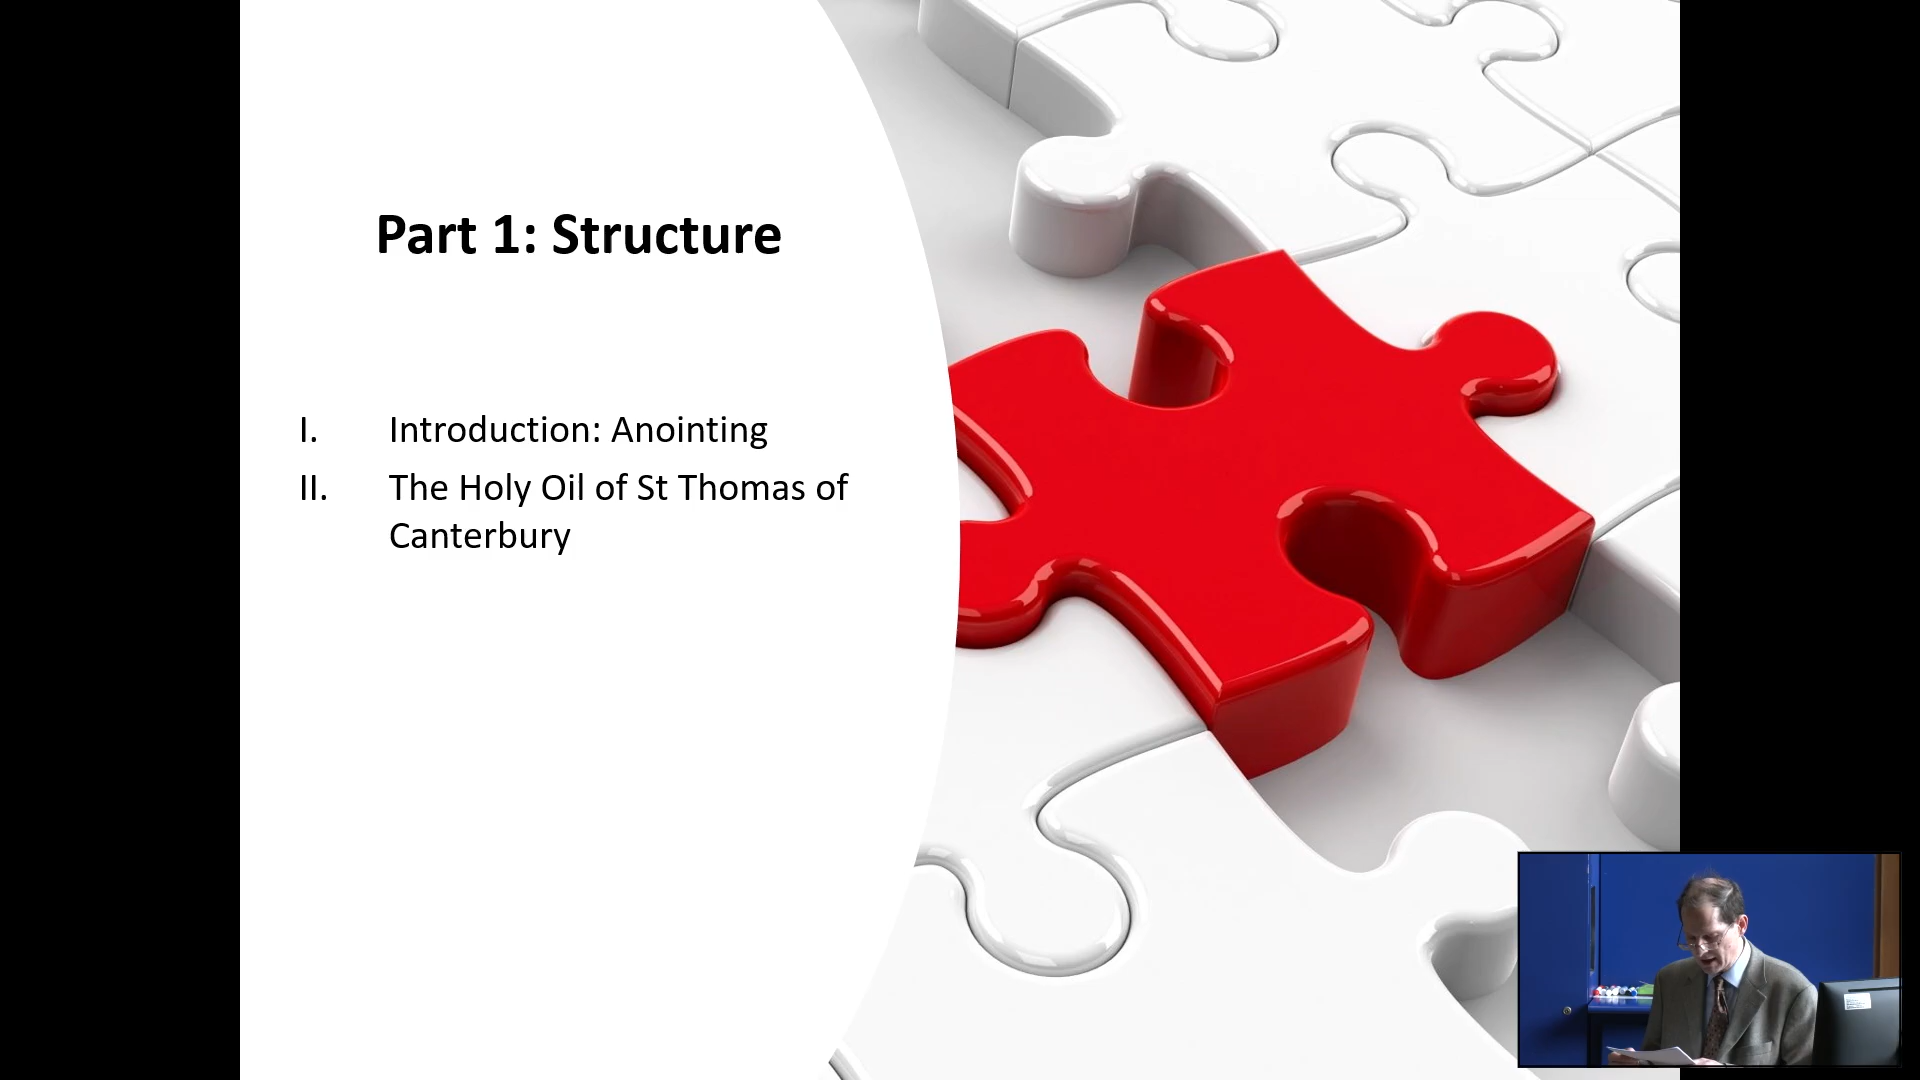 Part 1: Structure
I. Introduction: Anointing
II. The Holy Oil of St Thomas of
Canterbury